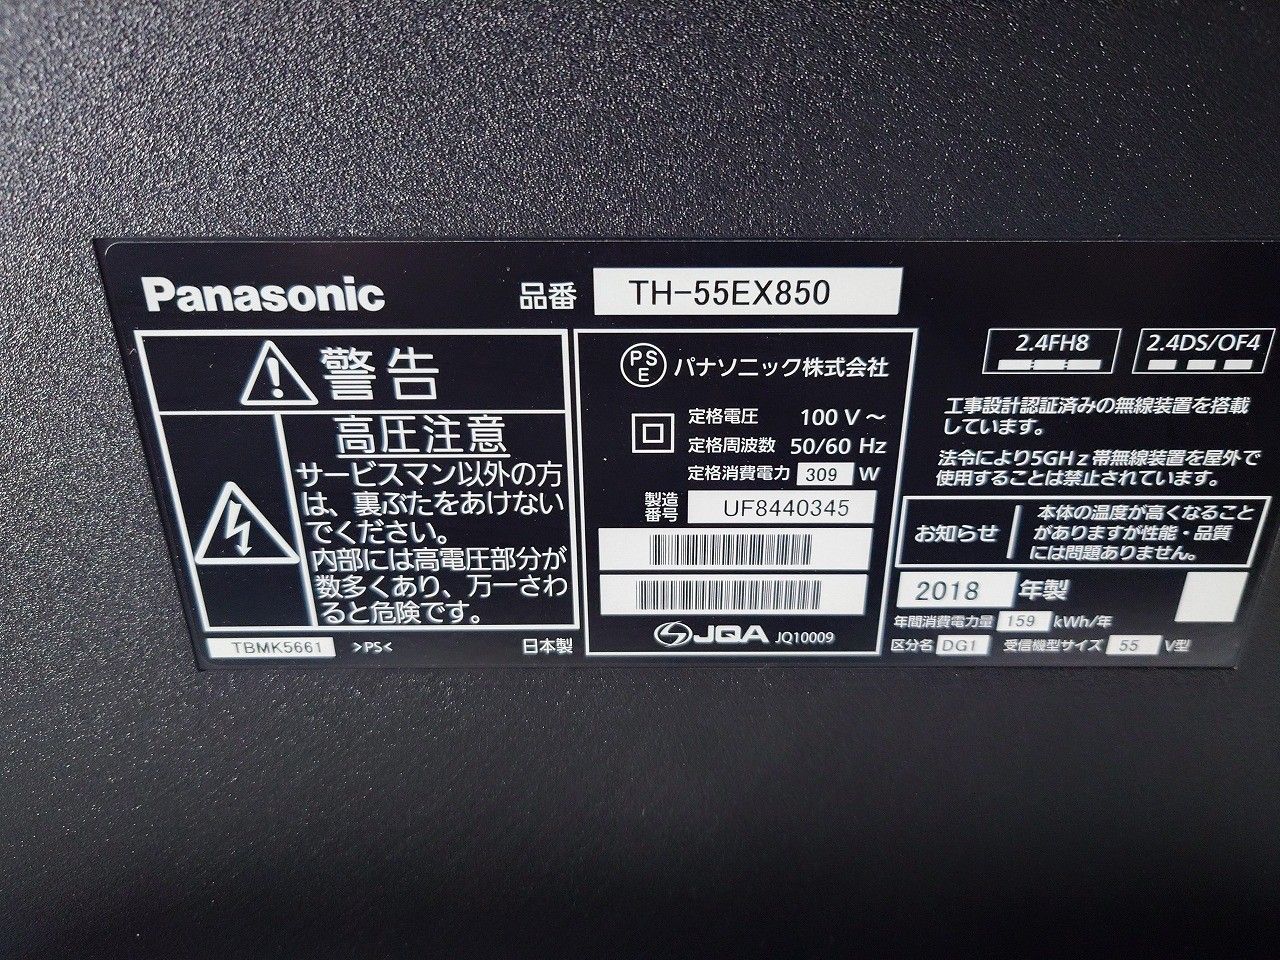 Panasonic
品番 TH-55EX850
警告
高圧注意
サービスマン以外の方
は、裏ぶたをあけない
でください。
内部には高電圧部分が
数多くあり、万一さわ
ると危険です。
TBMK5661 >PS< 日本製
PSE パナソニック株式会社
定格電圧 100 V ～
定格周波数 50/60 Hz
定格消費電力 309 W
製造
番号 UF8440345
JQA JQ10009
2.4FH8 2.4DS/OF4
工事設計認証済みの無線装置を搭載
しています。
法令により5GHz帯無線装置を屋外で
使用することは禁止されています。
お知らせ
本体の温度が高くなること
がありますが性能・品質
には問題ありません。
2018 年製
年間消費電力量 159 kWh/年
区分名 DG1 受信機型サイズ 55 V型